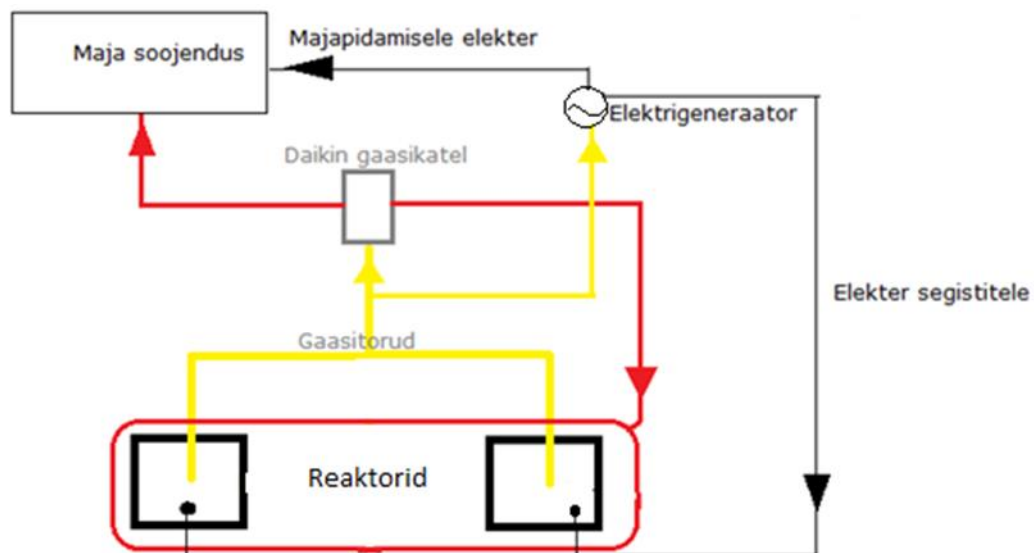 Majapidamisele elekter
Maja soojendus
Elektrigeneraator
Daikin gaasikatel
Elekter segistitele
Gaasitorud
Reaktorid